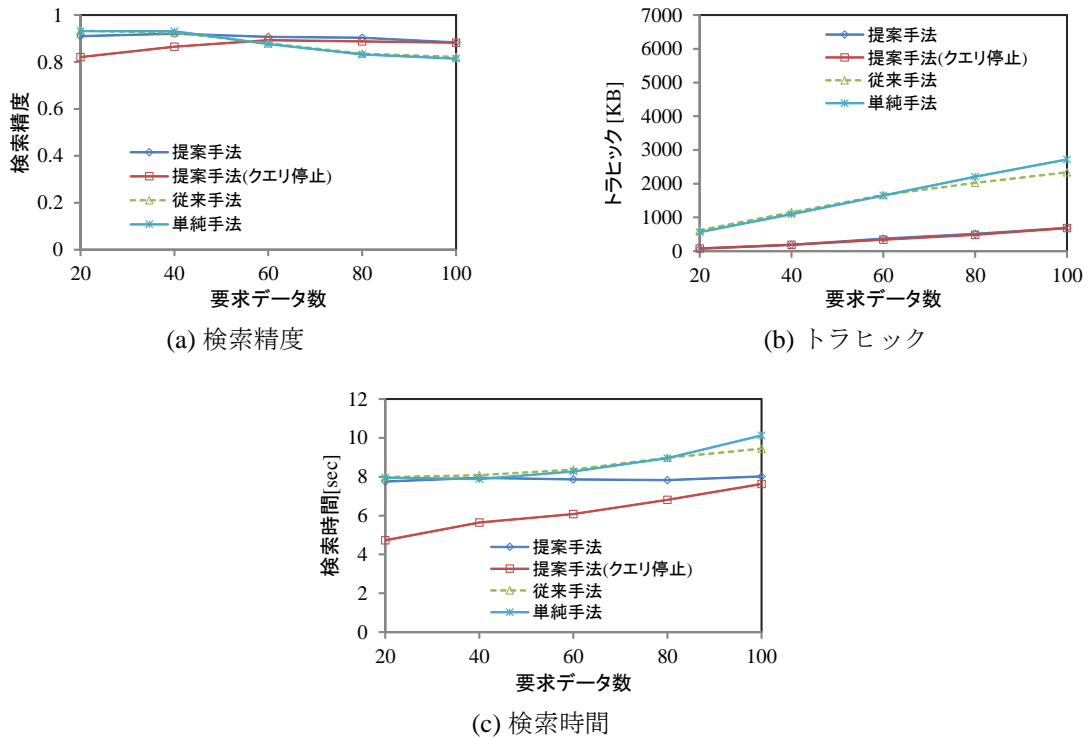 1
0.8
0.6
0.4
0.2
0
検索精度
提案手法
提案手法(クエリ停止)
従来手法
単純手法
20 40 60 80 100
要求データ数
(a) 検索精度
7000
6000
5000
4000
3000
2000
1000
0
トラヒック [KB]
提案手法
提案手法(クエリ停止)
従来手法
単純手法
20 40 60 80 100
要求データ数
(b) トラヒック
12
10
8
6
4
2
0
検索時間[sec]
提案手法
提案手法(クエリ停止)
従来手法
単純手法
20 40 60 80 100
要求データ数
(c) 検索時間